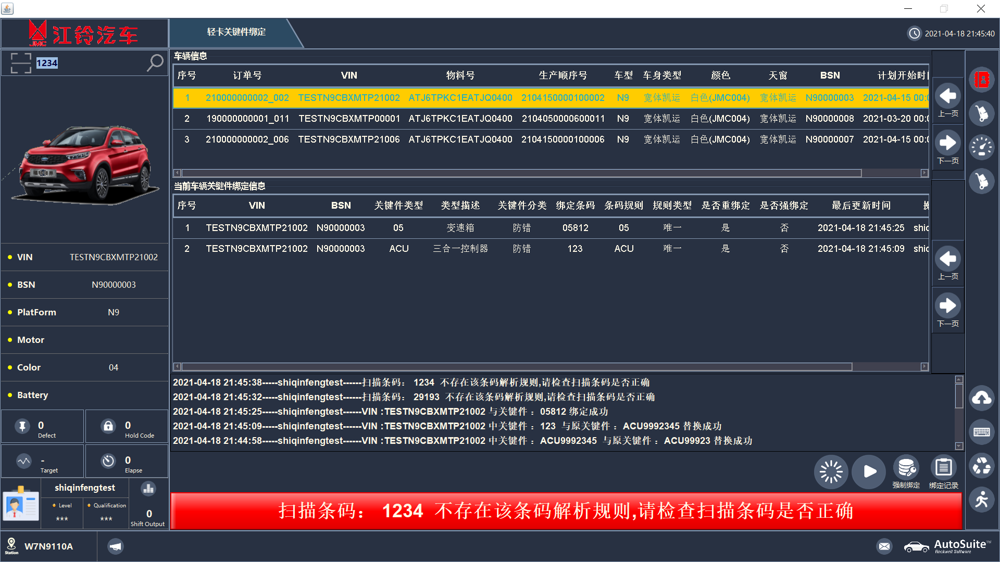 JMC 江铃汽车
轻卡关键件绑定
2021-04-18 21:45:40
1234
车辆信息
序号 订单号 VIN 物料号 生产顺序号 车型 车身类型 颜色 天窗 BSN 计划开始时
1 210000000002_002 TESTN9CBXMTP21002 ATJ6TPKC1EATJQ0400 2104150000100002 N9 宽体凯运 白色(JMC004) 宽体凯运 N90000003 2021-04-15 00:
2 190000000001_011 TESTN9CBXMTP00001 ATJ6TPKC1EATJQ0400 2104050000600011 N9 宽体凯运 白色(JMC004) 宽体凯运 N90000008 2021-03-20 00:
3 210000000002_006 TESTN9CBXMTP21006 ATJ6TPKC1EATJQ0400 2104150000100006 N9 宽体凯运 白色(JMC004) 宽体凯运 N90000007 2021-04-15 00:
上一页
下一页
当前车辆关键件绑定信息
序号 VIN BSN 关键件类型 类型描述 关键件分类 绑定条码 条码规则 规则类型 是否重绑定 是否强绑定 最后更新时间
1 TESTN9CBXMTP21002 N90000003 05 变速箱 防错 05812 05 唯一 是 否 2021-04-18 21:45:25 shiq
2 TESTN9CBXMTP21002 N90000003 ACU 三合一控制器 防错 123 ACU 唯一 是 否 2021-04-18 21:45:09 shiq
上一页
下一页
VIN TESTN9CBXMTP21002
BSN N90000003
PlatForm N9
Motor
Color 04
Battery
0 Defect
0 Hold Code
- Target
0 Elapse
shiqinfengtest
Level
***
Qualification
***
0
Shift Output
2021-04-18 21:45:38-----shiqinfengtest------扫描条码： 1234 不存在该条码解析规则,请检查扫描条码是否正确
2021-04-18 21:45:32-----shiqinfengtest------扫描条码： 29193 不存在该条码解析规则,请检查扫描条码是否正确
2021-04-18 21:45:25-----shiqinfengtest------VIN :TESTN9CBXMTP21002 与关键件： 05812 绑定成功
2021-04-18 21:45:09-----shiqinfengtest------VIN :TESTN9CBXMTP21002 中关键件： 123 与原关键件： ACU9992345 替换成功
2021-04-18 21:44:58-----shiqinfengtest------VIN :TESTN9CBXMTP21002 中关键件： ACU9992345 与原关键件： ACU99923 替换成功
强制绑定
绑定记录
扫描条码： 1234 不存在该条码解析规则,请检查扫描条码是否正确
Station
W7N9110A
AutoSuite™
Rockwell Software